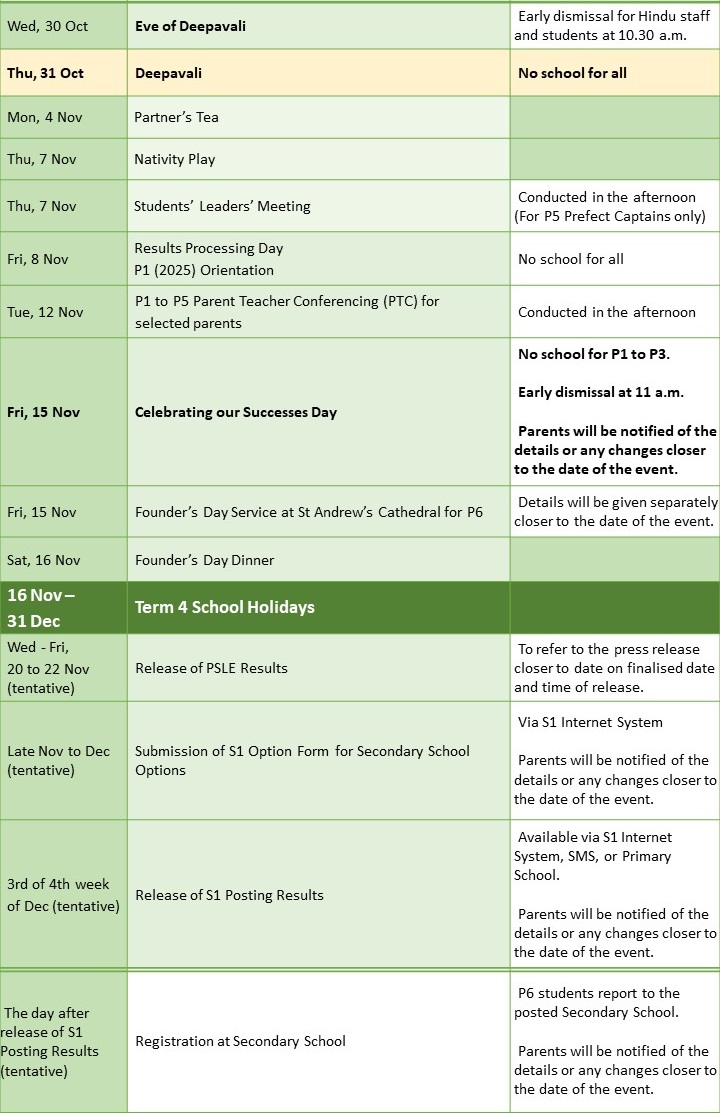 Wed, 30 Oct
Eve of Deepavali
Early dismissal for Hindu staff
and students at 10.30 a.m.
Thu, 31 Oct
Deepavali
No school for all
Mon, 4 Nov
Partner’s Tea
Thu, 7 Nov
Nativity Play
Thu, 7 Nov
Students’ Leaders’ Meeting
Conducted in the afternoon
(For P5 Prefect Captains only)
Fri, 8 Nov
Results Processing Day
P1 (2025) Orientation
No school for all
Tue, 12 Nov
P1 to P5 Parent Teacher Conferencing (PTC) for
selected parents
Conducted in the afternoon
Fri, 15 Nov
Celebrating our Successes Day
No school for P1 to P3.
Early dismissal at 11 a.m.
Parents will be notified of the
details or any changes closer
to the date of the event.
Fri, 15 Nov
Founder’s Day Service at St Andrew’s Cathedral for P6
Details will be given separately
closer to the date of the event.
Sat, 16 Nov
Founder’s Day Dinner
16 Nov –
31 Dec
Term 4 School Holidays
Wed - Fri,
20 to 22 Nov
(tentative)
Release of PSLE Results
To refer to the press release
closer to date on finalised date
and time of release.
Late Nov to Dec
(tentative)
Submission of S1 Option Form for Secondary School
Options
Via S1 Internet System
Parents will be notified of the
details or any changes closer to
the date of the event.
3rd of 4th week
of Dec (tentative)
Release of S1 Posting Results
Available via S1 Internet
System, SMS, or Primary
School.
Parents will be notified of the
details or any changes closer to
the date of the event.
The day after
release of S1
Posting Results
(tentative)
Registration at Secondary School
P6 students report to the
posted Secondary School.
Parents will be notified of the
details or any changes closer to
the date of the event.